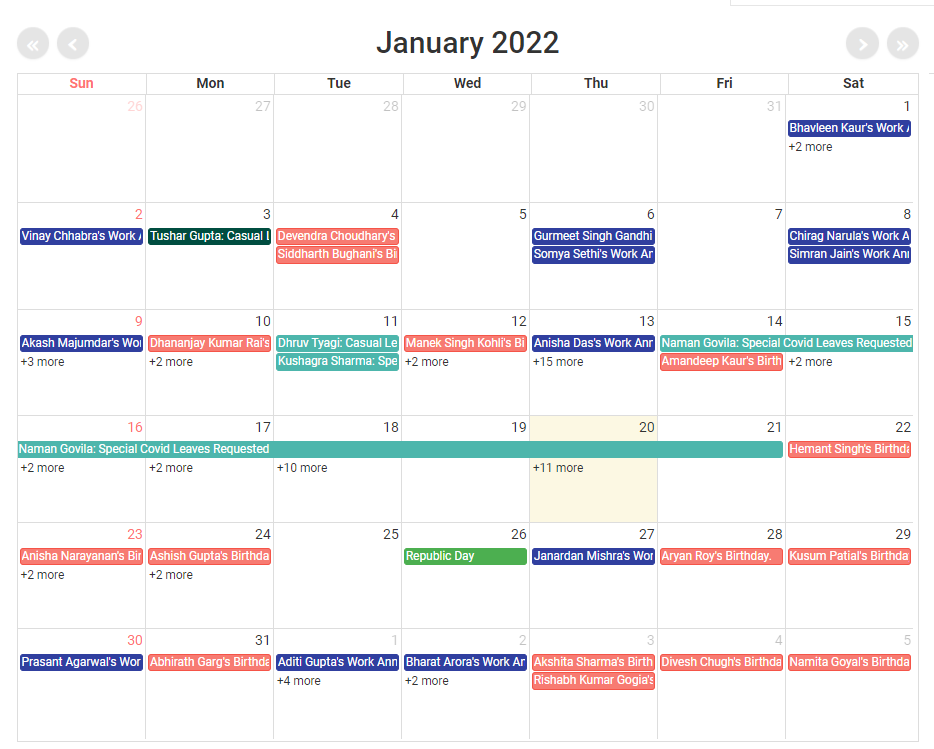 « < January 2022 > »
Sun Mon Tue Wed Thu Fri Sat
26 27 28 29 30 31 1
Bhavleen Kaur's Work
+2 more
2 3 4 5 6 7 8
Vinay Chhabra's Work Tushar Gupta: Casual Devendra Choudhary's Gurmeet Singh Gandhi Chirag Narula's Work A
Siddharth Bughani's Bi Somya Sethi's Work An Simran Jain's Work Ann
9 10 11 12 13 14 15
Akash Majumdar's Wor Dhananjay Kumar Rai's Dhruv Tyagi: Casual Le Manek Singh Kohli's Bi Anisha Das's Work Ann Naman Govila: Special Covid Leaves Requested
+3 more +2 more Kushagra Sharma: Spe +2 more +15 more Amandeep Kaur's Birth +2 more
16 17 18 19 20 21 22
Naman Govila: Special Covid Leaves Requested Hemant Singh's Birthda
+2 more +2 more +10 more +11 more
23 24 25 26 27 28 29
Anisha Narayanan's Bir Ashish Gupta's Birthda Republic Day Janardan Mishra's Wor Aryan Roy's Birthday. Kusum Patial's Birthda
+2 more +2 more
30 31 1 2 3 4 5
Prasant Agarwal's Wor Abhirath Garg's Birthda Aditi Gupta's Work Ann Bharat Arora's Work An Akshita Sharma's Birth Divesh Chugh's Birthda Namita Goyal's Birthda
+4 more +2 more Rishabh Kumar Gogia's